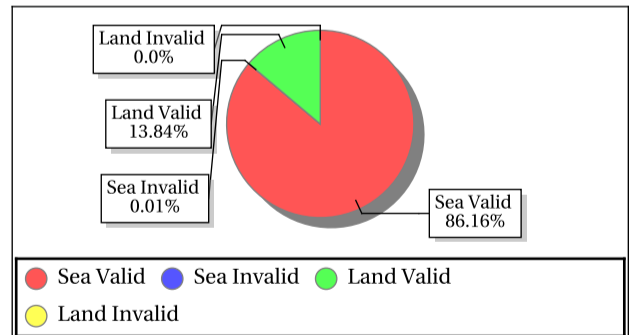 Land Invalid
0.0%
Land Valid
13.84%
Sea Invalid
0.01%
Sea Valid
86.16%
Sea Valid Sea Invalid Land Valid
Land Invalid